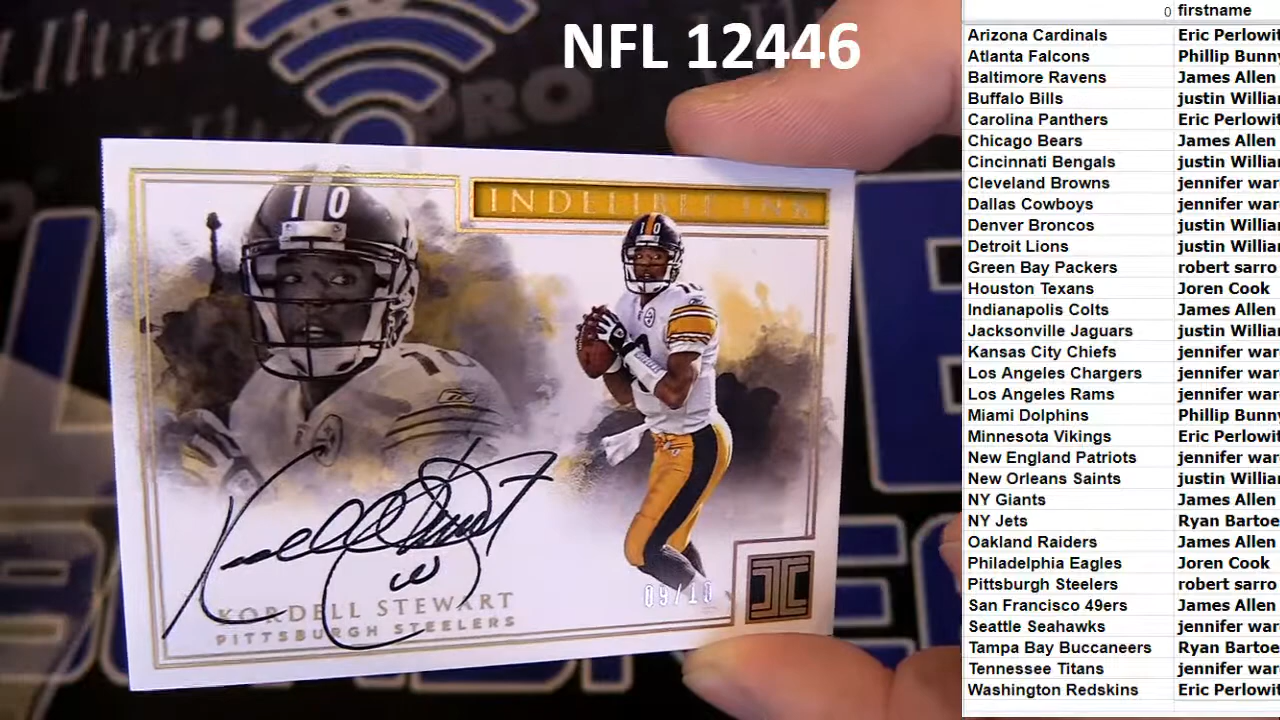 NFL 12446
Ultra
PRO
10
INDELIBLE INK
10
10
KORDELL STEWART
PITTSBURGH STEELERS
09/10
0 firstname
Arizona Cardinals Eric Perlowit
Atlanta Falcons Phillip Bunny
Baltimore Ravens James Allen
Buffalo Bills justin Willian
Carolina Panthers Eric Perlowit
Chicago Bears James Allen
Cincinnati Bengals justin Willian
Cleveland Browns jennifer war
Dallas Cowboys jennifer war
Denver Broncos justin Willian
Detroit Lions justin Willian
Green Bay Packers robert sarro
Houston Texans Joren Cook
Indianapolis Colts James Allen
Jacksonville Jaguars justin Willian
Kansas City Chiefs jennifer war
Los Angeles Chargers jennifer war
Los Angeles Rams jennifer war
Miami Dolphins Phillip Bunny
Minnesota Vikings Eric Perlowit
New England Patriots jennifer war
New Orleans Saints justin Willian
NY Giants James Allen
NY Jets Ryan Bartoe
Oakland Raiders James Allen
Philadelphia Eagles Joren Cook
Pittsburgh Steelers robert sarro
San Francisco 49ers James Allen
Seattle Seahawks jennifer war
Tampa Bay Buccaneers Ryan Bartoe
Tennessee Titans jennifer war
Washington Redskins Eric Perlowit